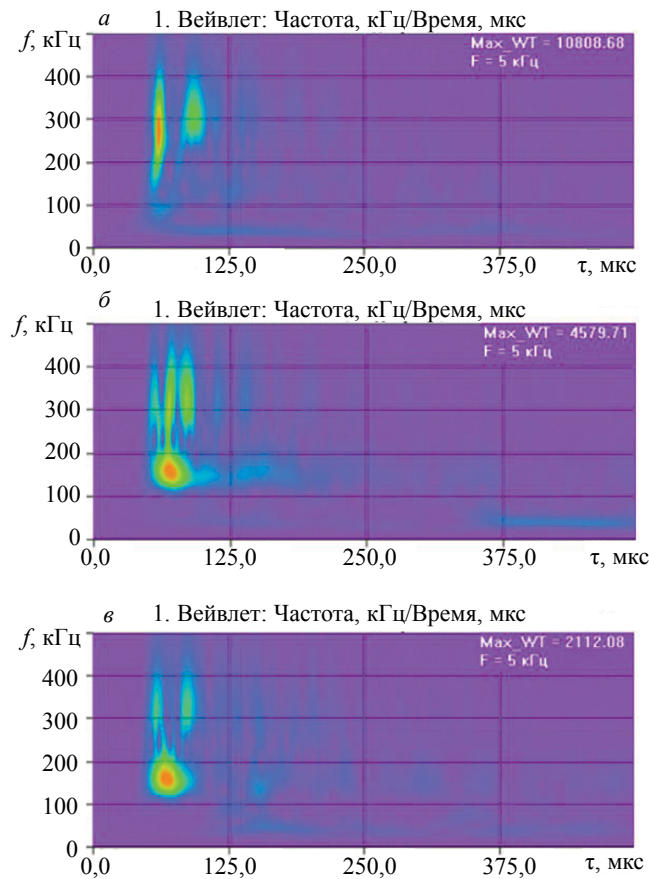 а 1. Вейвлет: Частота, кГц/Время, мкс
f, кГц
Max_WT = 10808.68
F = 5 кГц
400
300
200
100
0
0,0 125,0 250,0 375,0 τ, мкс
б 1. Вейвлет: Частота, кГц/Время, мкс
f, кГц
Max_WT = 4579.71
F = 5 кГц
400
300
200
100
0
0,0 125,0 250,0 375,0 τ, мкс
в 1. Вейвлет: Частота, кГц/Время, мкс
f, кГц
Max_WT = 2112.08
F = 5 кГц
400
300
200
100
0
0,0 125,0 250,0 375,0 τ, мкс